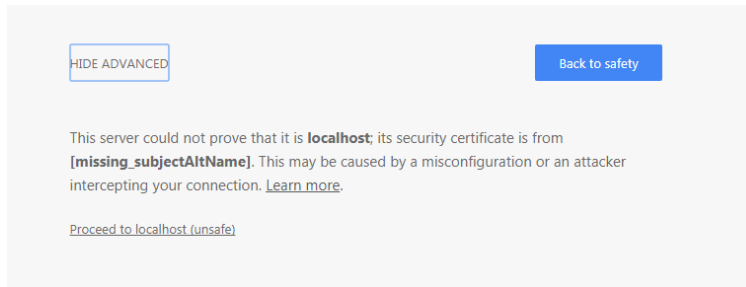 HIDE ADVANCED
Back to safety
This server could not prove that it is localhost; its security certificate is from
[missing_subjectAltName]. This may be caused by a misconfiguration or an attacker
intercepting your connection. Learn more.
Proceed to localhost (unsafe)